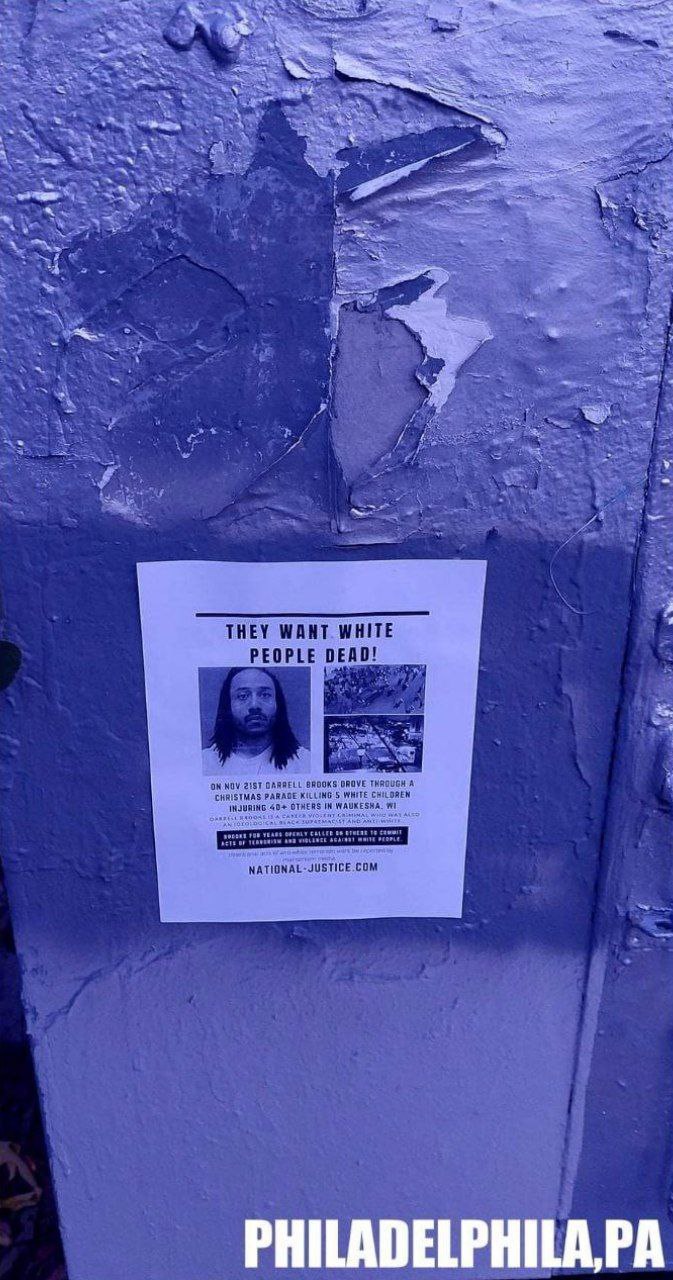 THEY WANT WHITE
PEOPLE DEAD!
ON NOV 21ST DARRELL BROOKS DROVE THROUGH A
CHRISTMAS PARADE KILLING 5 WHITE CHILDREN
INJURING 40+ OTHERS IN WAUKESHA, WI
DARRELL BROOKS IS A CAREER VIOLENT CRIMINAL WHO WAS ALSO
AN IDEOLOGICAL BLACK SUPREMACIST AND ANTI-WHITE.
BROOKS FOR YEARS OPENLY CALLED ON OTHERS TO COMMIT
ACTS OF TERRORISM AND VIOLENCE AGAINST WHITE PEOPLE.
mainstream media
NATIONAL-JUSTICE.COM
PHILADELPHILA,PA